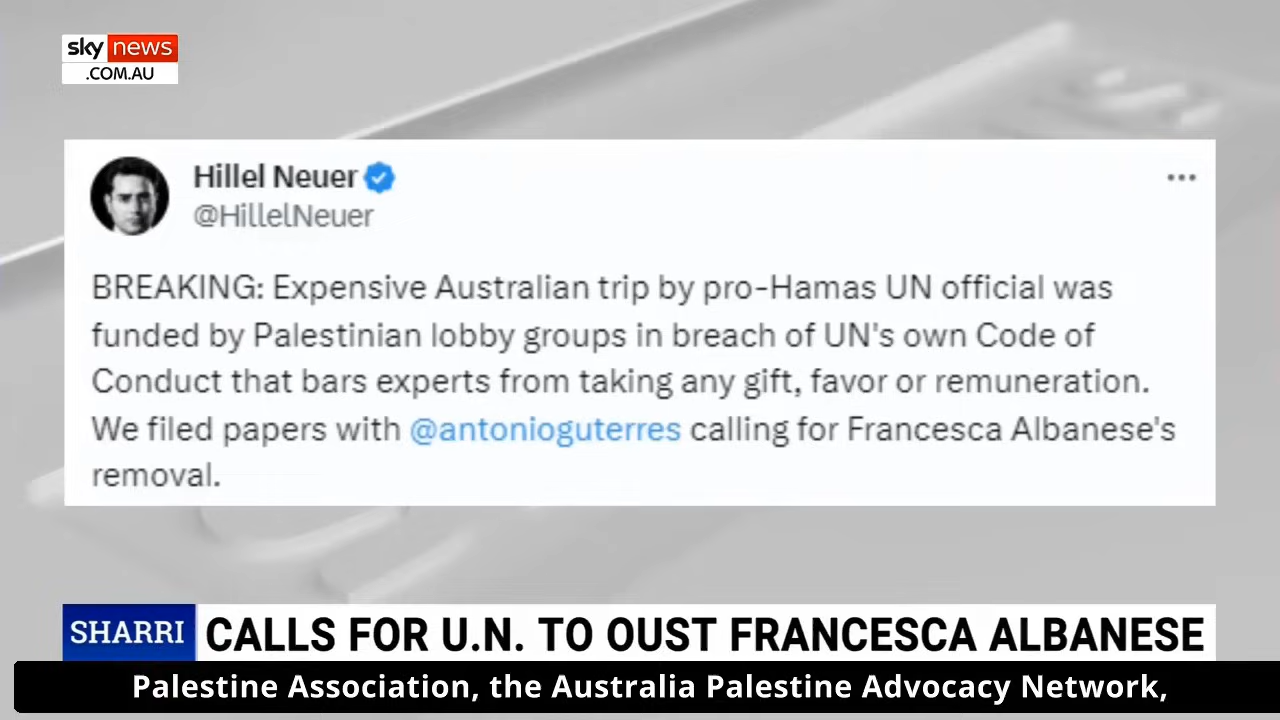 sky news
.COM.AU
Hillel Neuer
@HillelNeuer
BREAKING: Expensive Australian trip by pro-Hamas UN official was
funded by Palestinian lobby groups in breach of UN's own Code of
Conduct that bars experts from taking any gift, favor or remuneration.
We filed papers with @antonioguterres calling for Francesca Albanese's
removal.
SHARRI CALLS FOR U.N. TO OUST FRANCESCA ALBANESE
Palestine Association, the Australia Palestine Advocacy Network,